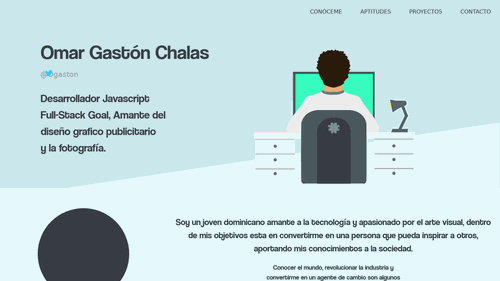 CONÓCEME APTITUDES PROYECTOS CONTACTO
Omar Gastón Chalas
Desarrollador Javascript
Full-Stack Goal, Amante del
diseño grafico publicitario
y la fotografía.
Soy un joven dominicano amante a la tecnología y apasionado por el arte visual, dentro
de mis objetivos esta en convertirme en una persona que pueda inspirar a otros,
aportando mis conocimientos a la sociedad.
Conocer el mundo, revolucionar la industria y
convertirme en un agente de cambio son algunos